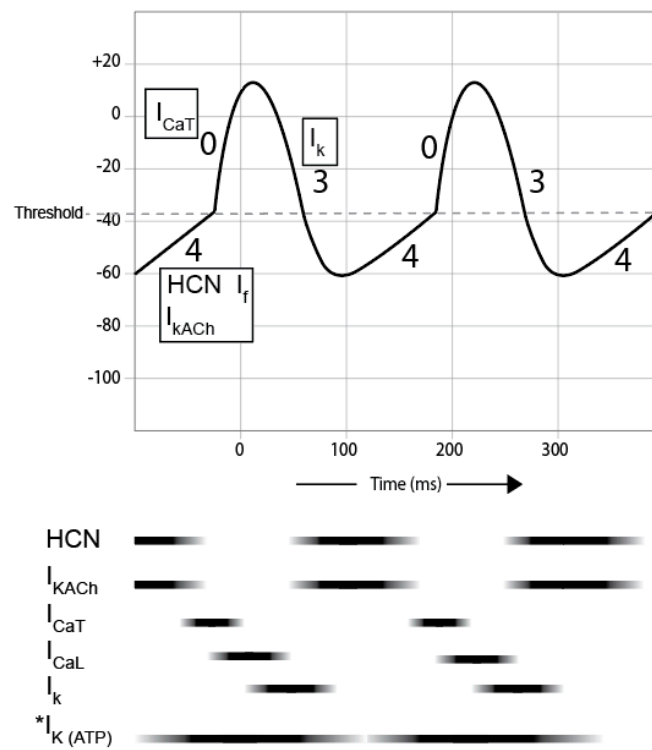 +20
I_CaT
0
0
0
I_k
-20
3
3
Threshold
-40
4
4
4
HCN I_f
-60
I_kACh
-80
-100
0 100 200 300
Time (ms)
HCN
I_KACh
I_CaT
I_CaL
I_k
*I_K (ATP)